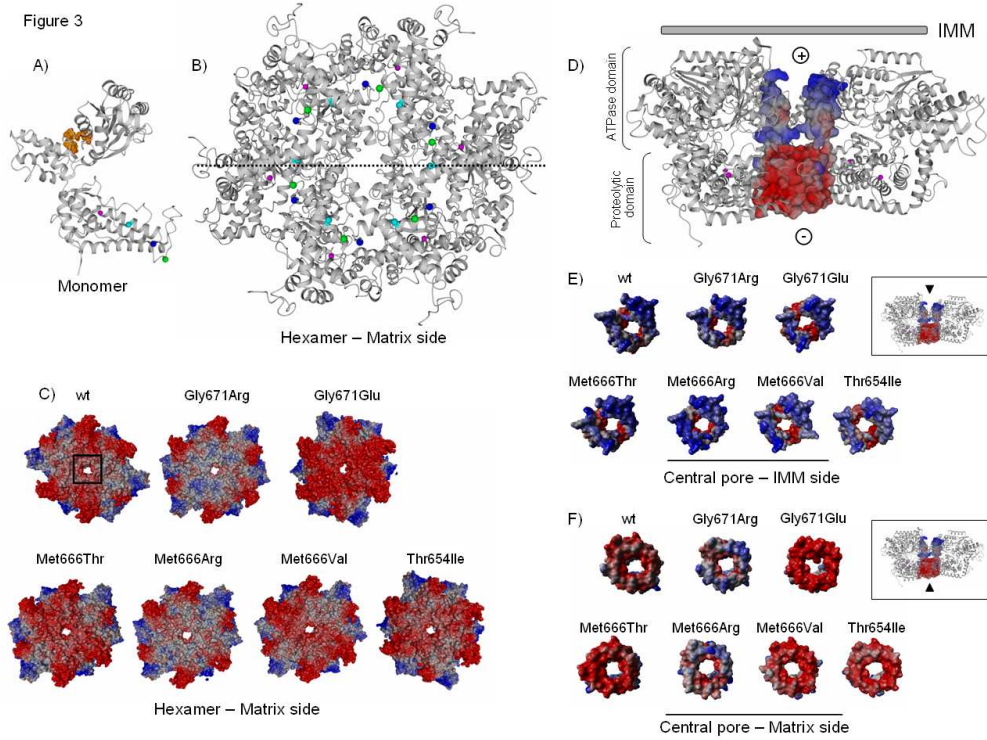 Figure 3
A)
Monomer
B)
Hexamer – Matrix side
C)
wt
Gly671Arg
Gly671Glu
Met666Thr
Met666Arg
Met666Val
Thr654Ile
Hexamer – Matrix side
D)
IMM
+
ATPase domain
Proteolytic
domain
-
E)
wt
Gly671Arg
Gly671Glu
Met666Thr
Met666Arg
Met666Val
Thr654Ile
Central pore – IMM side
F)
wt
Gly671Arg
Gly671Glu
Met666Thr
Met666Arg
Met666Val
Thr654Ile
Central pore – Matrix side